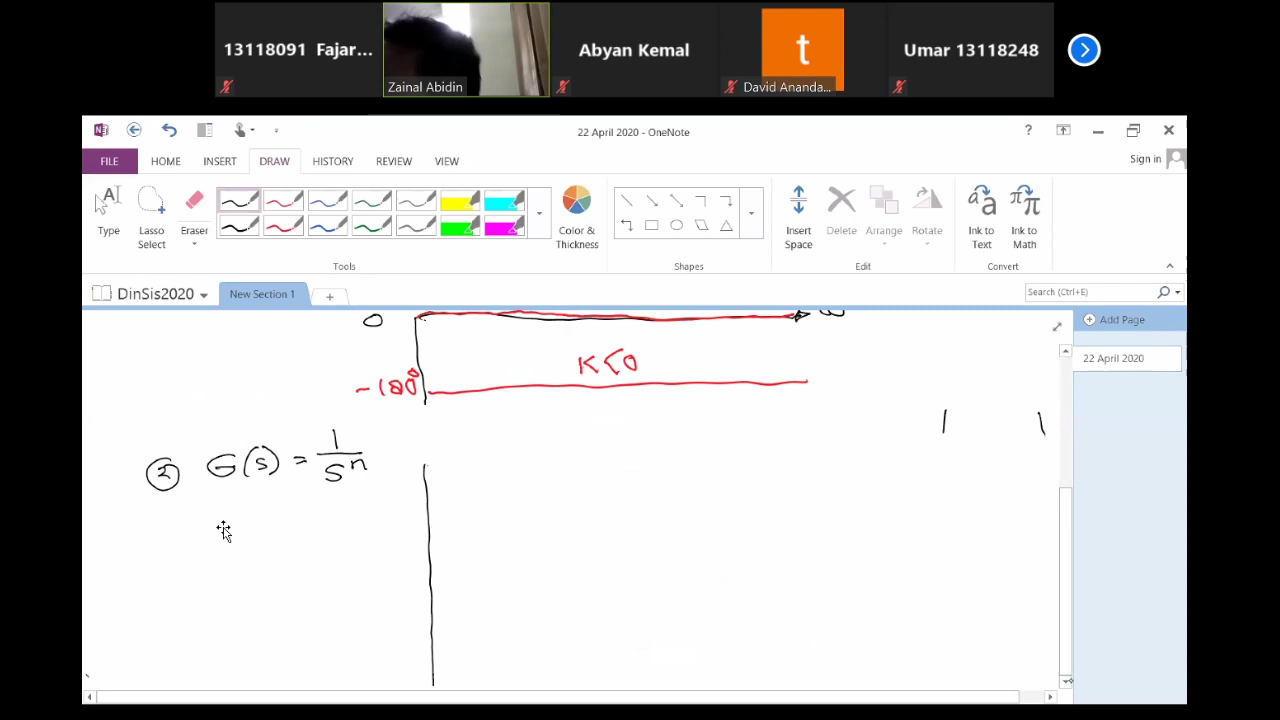 13118091 Fajar...
Zainal Abidin
Abyan Kemal
t
David Ananda...
Umar 13118248
22 April 2020 - OneNote
?
FILE HOME INSERT DRAW HISTORY REVIEW VIEW
Sign in
Type
Lasso Select
Eraser
Color & Thickness
Insert Space
Delete
Arrange
Rotate
Ink to Text
Ink to Math
Tools
Shapes
Edit
Convert
DinSis2020
New Section 1
Search (Ctrl+E)
Add Page
22 April 2020
0
ω
K<0
-180°
② G(s) = 1/s^n